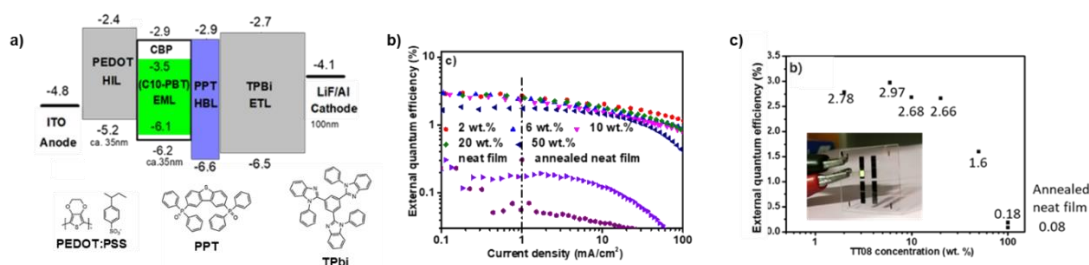 a)
-2.4
-2.9
-2.9
-2.7
PEDOT
HIL
CBP
-3.5
(C10-PBT)
EML
-6.1
PPT
HBL
TPBi
ETL
-4.8
ITO
Anode
-4.1
LiF/Al
Cathode
100nm
-5.2
ca. 35nm
-6.2
ca.35nm
-6.6
-6.5
PEDOT:PSS
PPT
TPbi
b)
c)
External quantum efficiency (%)
10
1
0.1
2 wt.% 6 wt.% 10 wt.%
20 wt.% 50 wt.%
neat film annealed neat film
0.1 1 10 100
Current density (mA/cm²)
c)
b)
External quantum efficiency (%)
3.5
3.0
2.5
2.0
1.5
1.0
0.5
0.0
2.78
2.97
2.68
2.66
1.6
0.18
Annealed
neat film
0.08
1 10 100
TT08 concentration (wt. %)